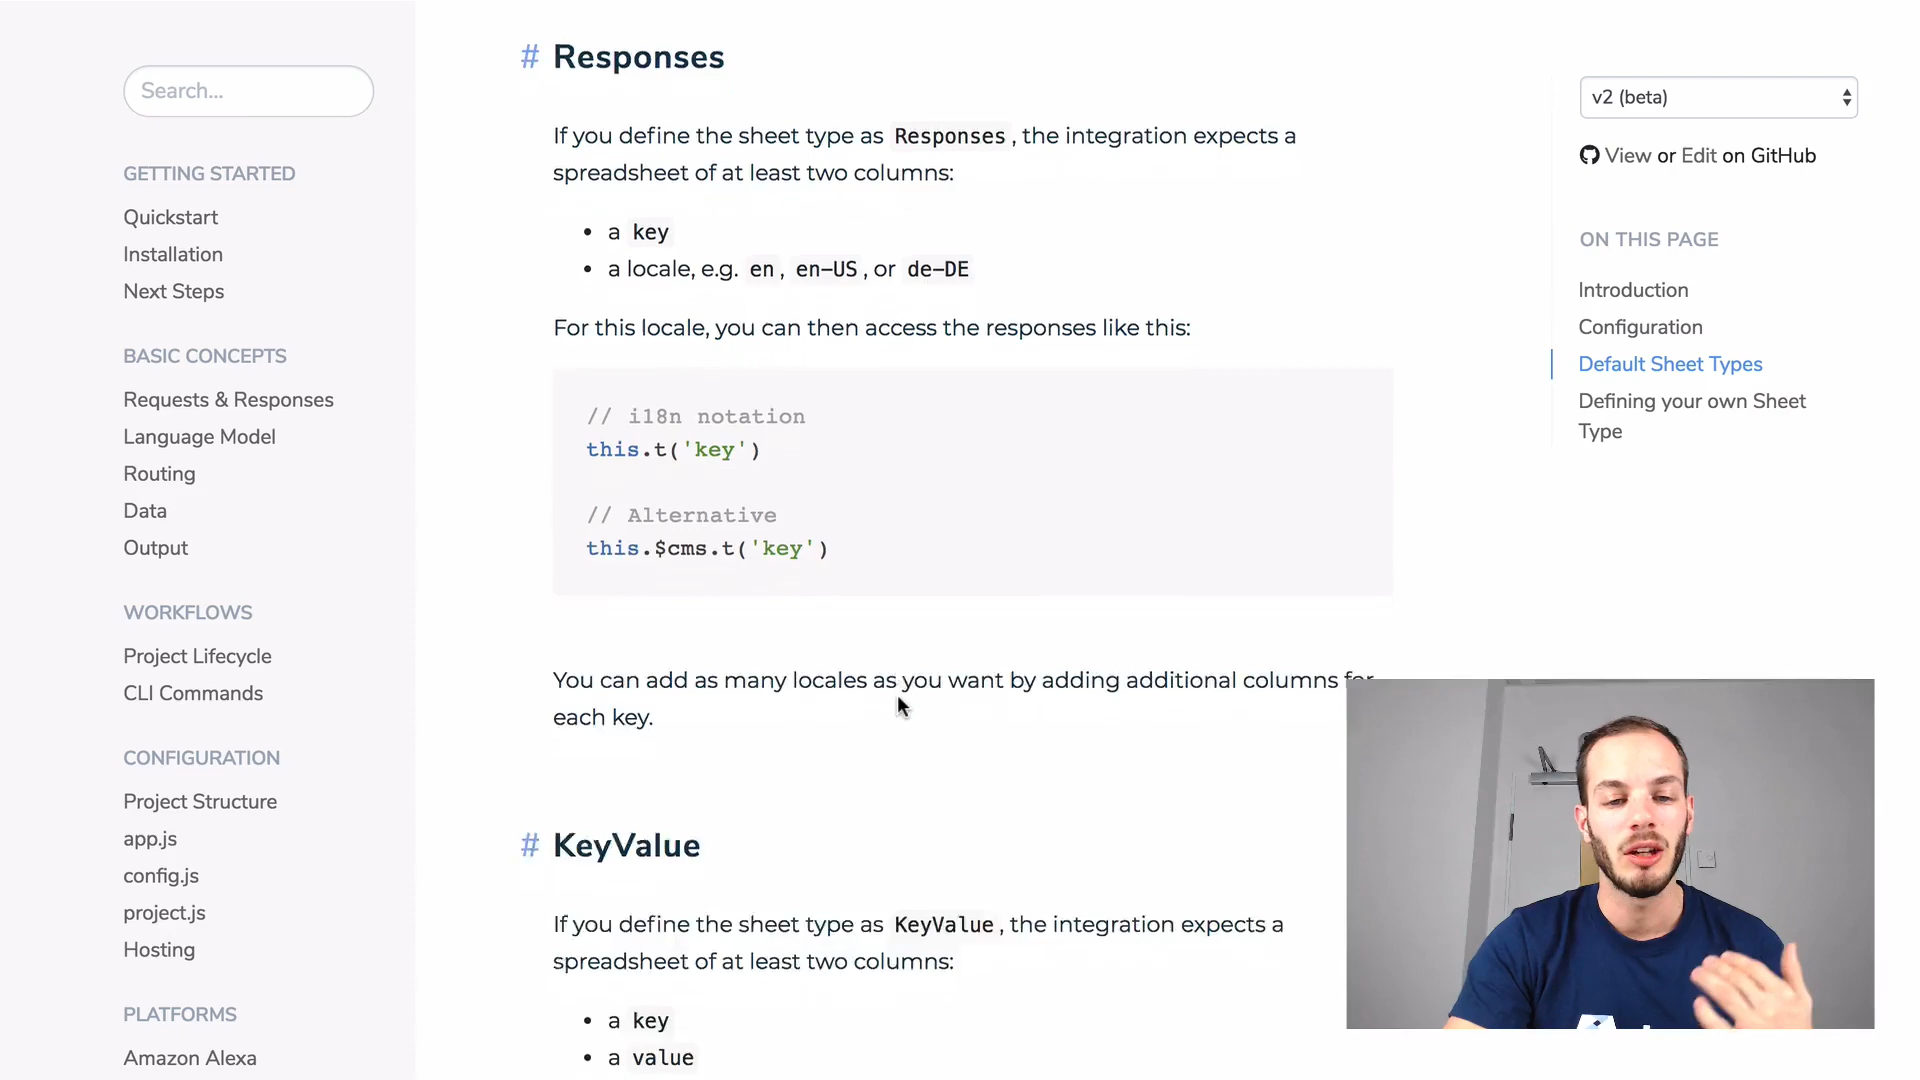 Search...
GETTING STARTED
Quickstart
Installation
Next Steps
BASIC CONCEPTS
Requests & Responses
Language Model
Routing
Data
Output
WORKFLOWS
Project Lifecycle
CLI Commands
CONFIGURATION
Project Structure
app.js
config.js
project.js
Hosting
PLATFORMS
Amazon Alexa
# Responses
If you define the sheet type as Responses, the integration expects a
spreadsheet of at least two columns:
• a key
• a locale, e.g. en, en-US, or de-DE
For this locale, you can then access the responses like this:
// i18n notation
this.t('key')
// Alternative
this.$cms.t('key')
You can add as many locales as you want by adding additional columns for
each key.
# KeyValue
If you define the sheet type as KeyValue, the integration expects a
spreadsheet of at least two columns:
• a key
• a value
v2 (beta)
View or Edit on GitHub
ON THIS PAGE
Introduction
Configuration
Default Sheet Types
Defining your own Sheet
Type